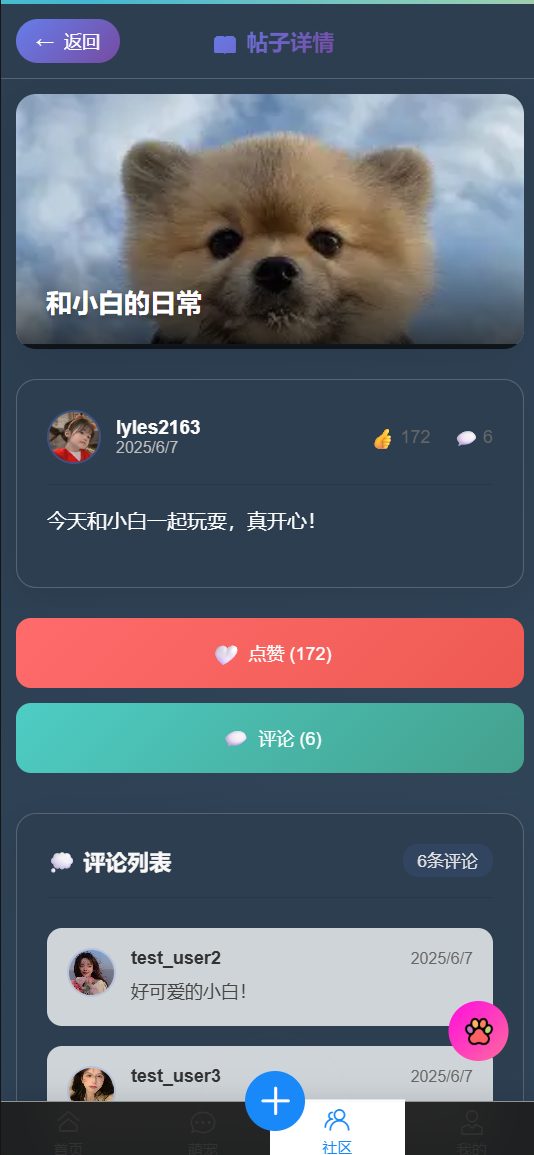 ← 返回
帖子详情
和小白的日常
lyles2163
2025/6/7
172
6
今天和小白一起玩耍，真开心！
点赞 (172)
评论 (6)
评论列表
6条评论
test_user2
2025/6/7
好可爱的小白！
test_user3
2025/6/7
首页
萌宠
社区
我的